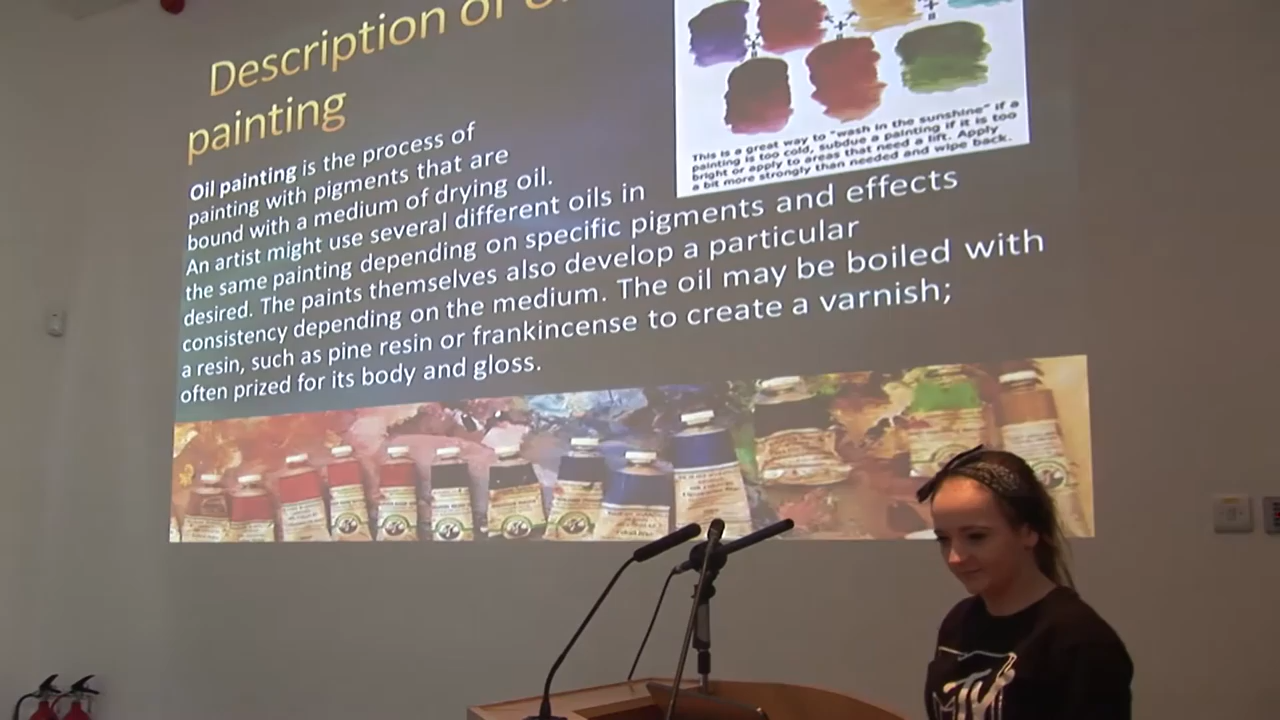 Description of
painting
Oil painting is the process of
painting with pigments that are
bound with a medium of drying oil.
An artist might use several different oils in
the same painting depending on specific pigments and effects
desired. The paints themselves also develop a particular
consistency depending on the medium. The oil may be boiled with
a resin, such as pine resin or frankincense to create a varnish;
often prized for its body and gloss.
This is a great way to "wash in the sunshine" if a
painting is too cold, subdue a painting if it is too
bright or apply to areas that need a lift. Apply
a bit more strongly than needed and wipe back.
MTV